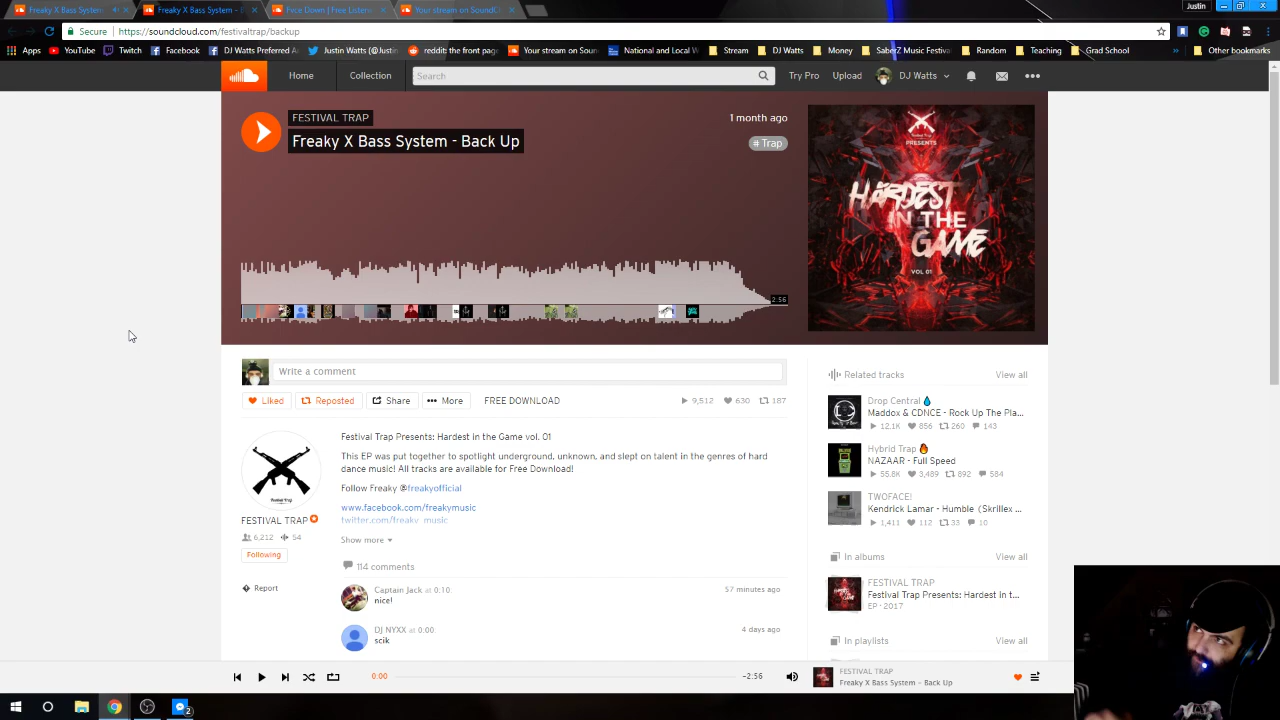 Freaky X Bass System
Freaky X Bass System -
Face Down | Free Listen
Your stream on SoundCl
Justin
Secure
https://soundcloud.com/festivaltrap/backup
Apps
YouTube
Twitch
Facebook
DJ Watts Preferred
Justin Watts (@Justin
reddit: the front pag
Your stream on Soun
National and Local W
Stream
DJ Watts
Money
SaberZ Music Festival
Random
Teaching
Grad School
»
Other bookmarks
Home
Collection
Search
Try Pro
Upload
DJ Watts
FESTIVAL TRAP
1 month ago
Freaky X Bass System - Back Up
# Trap
PRESENTS
HARDEST
IN THE
GAME
VOL 01
2:56
Write a comment
Liked
Reposted
Share
More
FREE DOWNLOAD
9,512
630
187
Festival Trap Presents: Hardest in the Game vol. 01
This EP was put together to spotlight underground, unknown, and slept on talent in the genres of hard
dance music! All tracks are available for Free Download!
Follow Freaky @freakyofficial
www.facebook.com/freakymusic
twitter.com/freaky_music
Show more
FESTIVAL TRAP
6,212
54
Following
Report
114 comments
Captain Jack at 0:10:
57 minutes ago
nice!
DJ NYXX at 0:00:
4 days ago
scik
Related tracks
View all
Drop Central
Maddox & CDNCE - Rock Up The Pla...
12.1K
856
260
143
Hybrid Trap
NAZAAR - Full Speed
55.8K
3,489
892
584
TWOFACE!
Kendrick Lamar - Humble (Skrillex ...
1,411
112
33
10
In albums
View all
FESTIVAL TRAP
Festival Trap Presents: Hardest in t...
EP · 2017
In playlists
View all
0:00
-2:56
FESTIVAL TRAP
Freaky X Bass System - Back Up
2